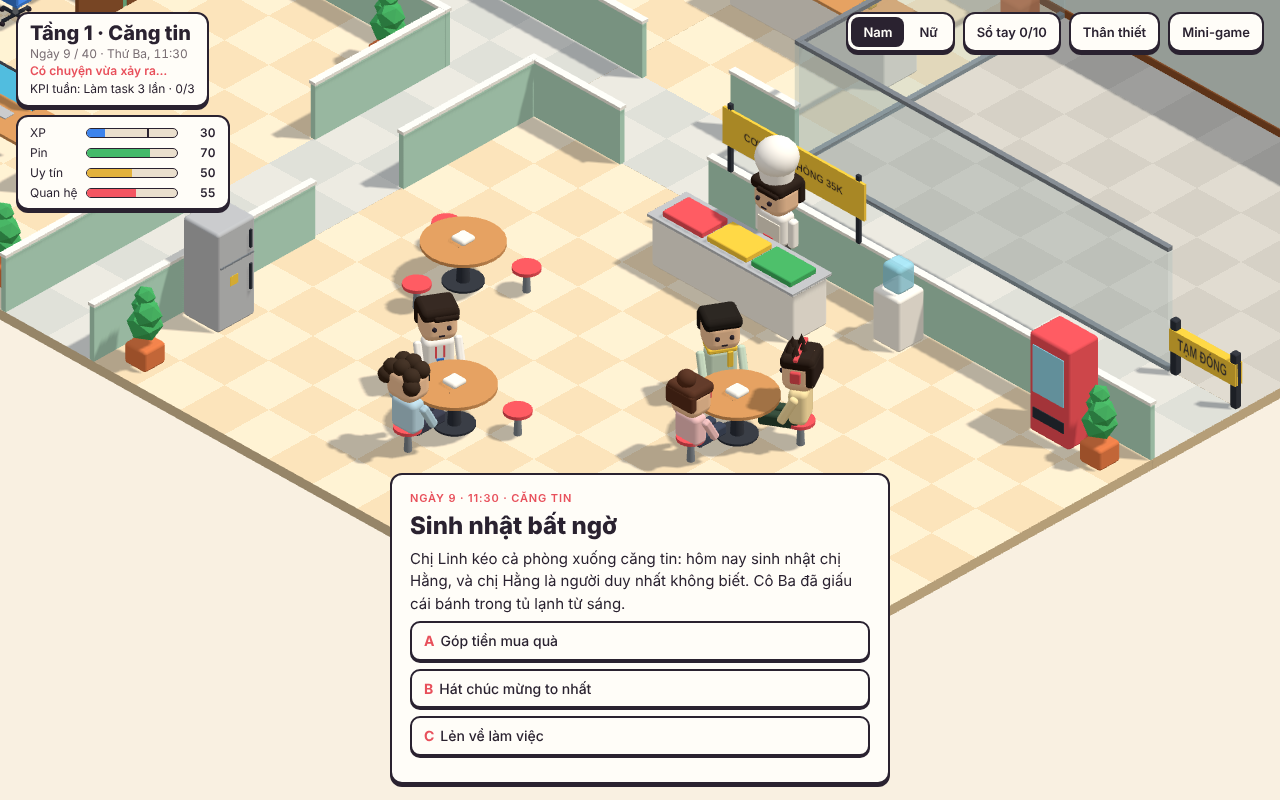 Tầng 1 · Căng tin
Ngày 9 / 40 · Thứ Ba, 11:30
Có chuyện vừa xảy ra...
KPI tuần: Làm task 3 lần · 0/3
XP 30
Pin 70
Uy tín 50
Quan hệ 55
Nam Nữ Sổ tay 0/10 Thân thiết Mini-game
35K
TẠM ĐÓNG
NGÀY 9 · 11:30 · CĂNG TIN
Sinh nhật bất ngờ
Chị Linh kéo cả phòng xuống căng tin: hôm nay sinh nhật chị
Hằng, và chị Hằng là người duy nhất không biết. Cô Ba đã giấu
cái bánh trong tủ lạnh từ sáng.
A Góp tiền mua quà
B Hát chúc mừng to nhất
C Lẻn về làm việc